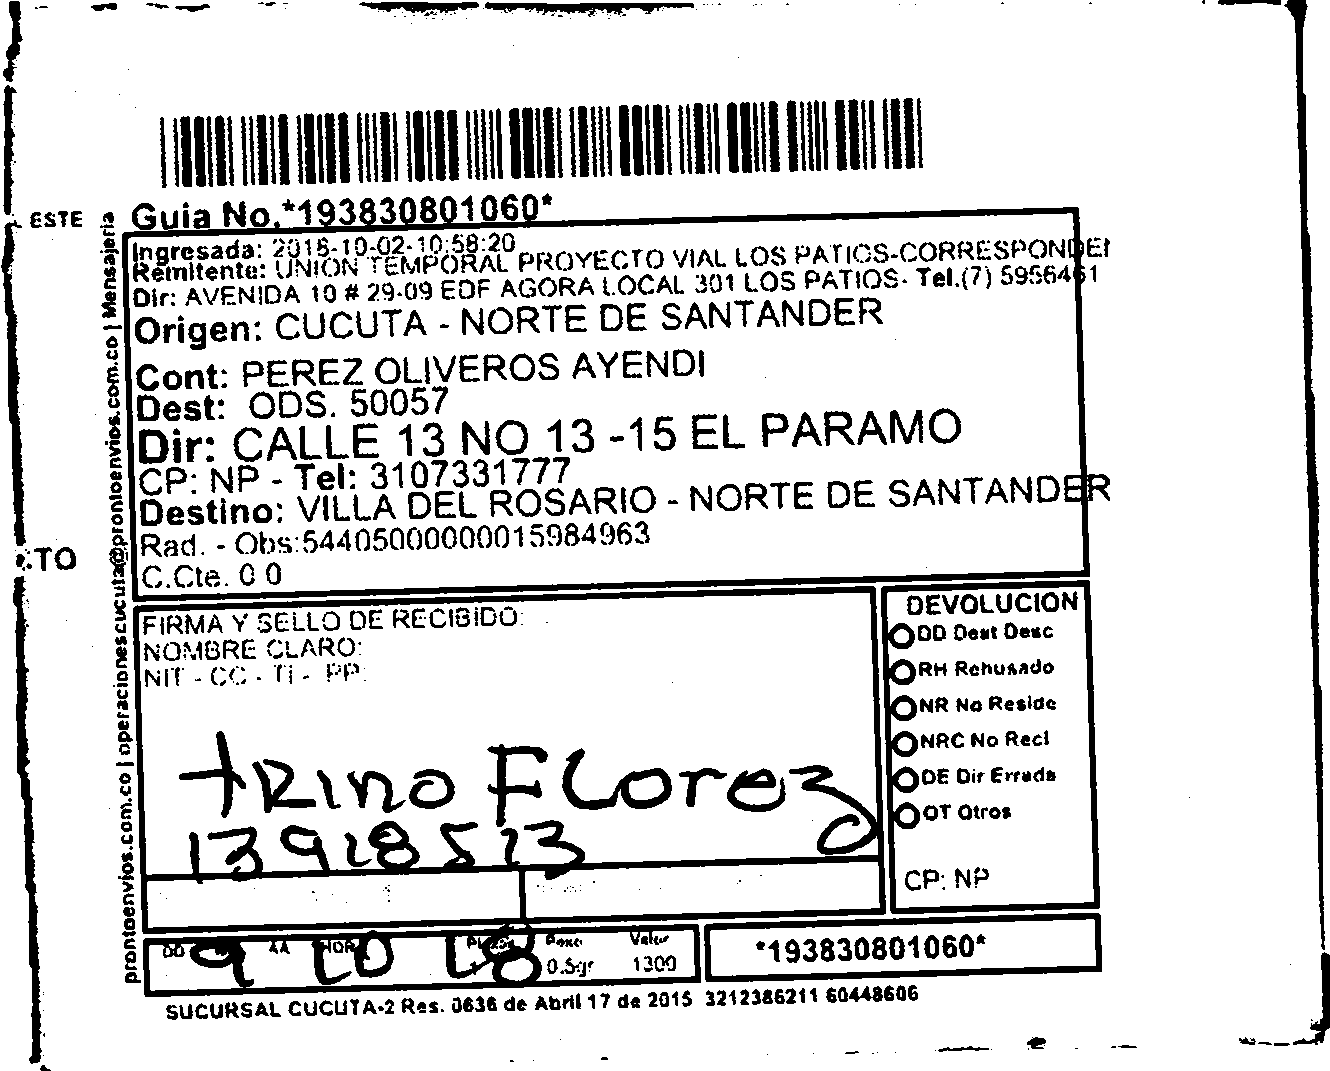 ESTE
Guia No.*193830801060*
Ingresada: 2018-10-02-10:58:20
Remitente: UNION TEMPORAL PROYECTO VIAL LOS PATIOS-CORRESPONDEN
Dir: AVENIDA 10 # 29-09 EDF AGORA LOCAL 301 LOS PATIOS- Tel.(7) 5956461
Origen: CUCUTA - NORTE DE SANTANDER
Cont: PEREZ OLIVEROS AYENDI
Dest: ODS. 50057
Dir: CALLE 13 NO 13 -15 EL PARAMO
CP: NP - Tel: 3107331777
Destino: VILLA DEL ROSARIO - NORTE DE SANTANDER
Rad. - Obs:54405000000015984963
C.Cte. 0 0
TO
prontoenvios.com.co | operacionescucuta@prontoenvios.com.co | Mensajeria
FIRMA Y SELLO DE RECIBIDO:
NOMBRE CLARO:
NIT - CC - TI - PP:
tRino FLorez
13918513
DEVOLUCION
DD Dest Desc
RH Rehusado
NR No Reside
NRC No Recl
DE Dir Errada
OT Otros
CP: NP
DD 9 AA HOR 10 18
Peso
0.5gr
Valor
1300
*193830801060*
SUCURSAL CUCUTA-2 Res. 0636 de Abril 17 de 2015 3212386211 60448606